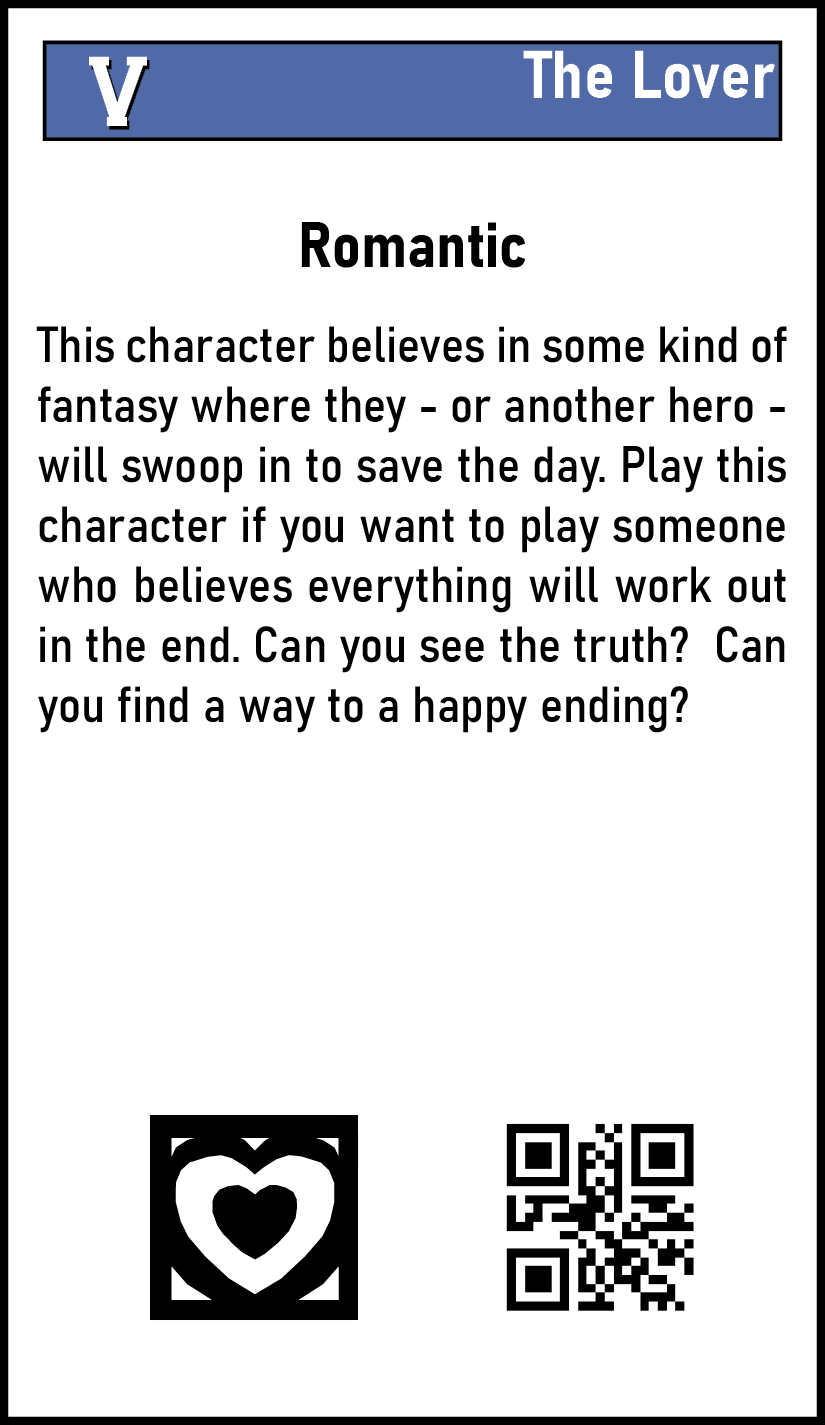 V
The Lover
Romantic
This character believes in some kind of
fantasy where they - or another hero -
will swoop in to save the day. Play this
character if you want to play someone
who believes everything will work out
in the end. Can you see the truth?  Can
you find a way to a happy ending?